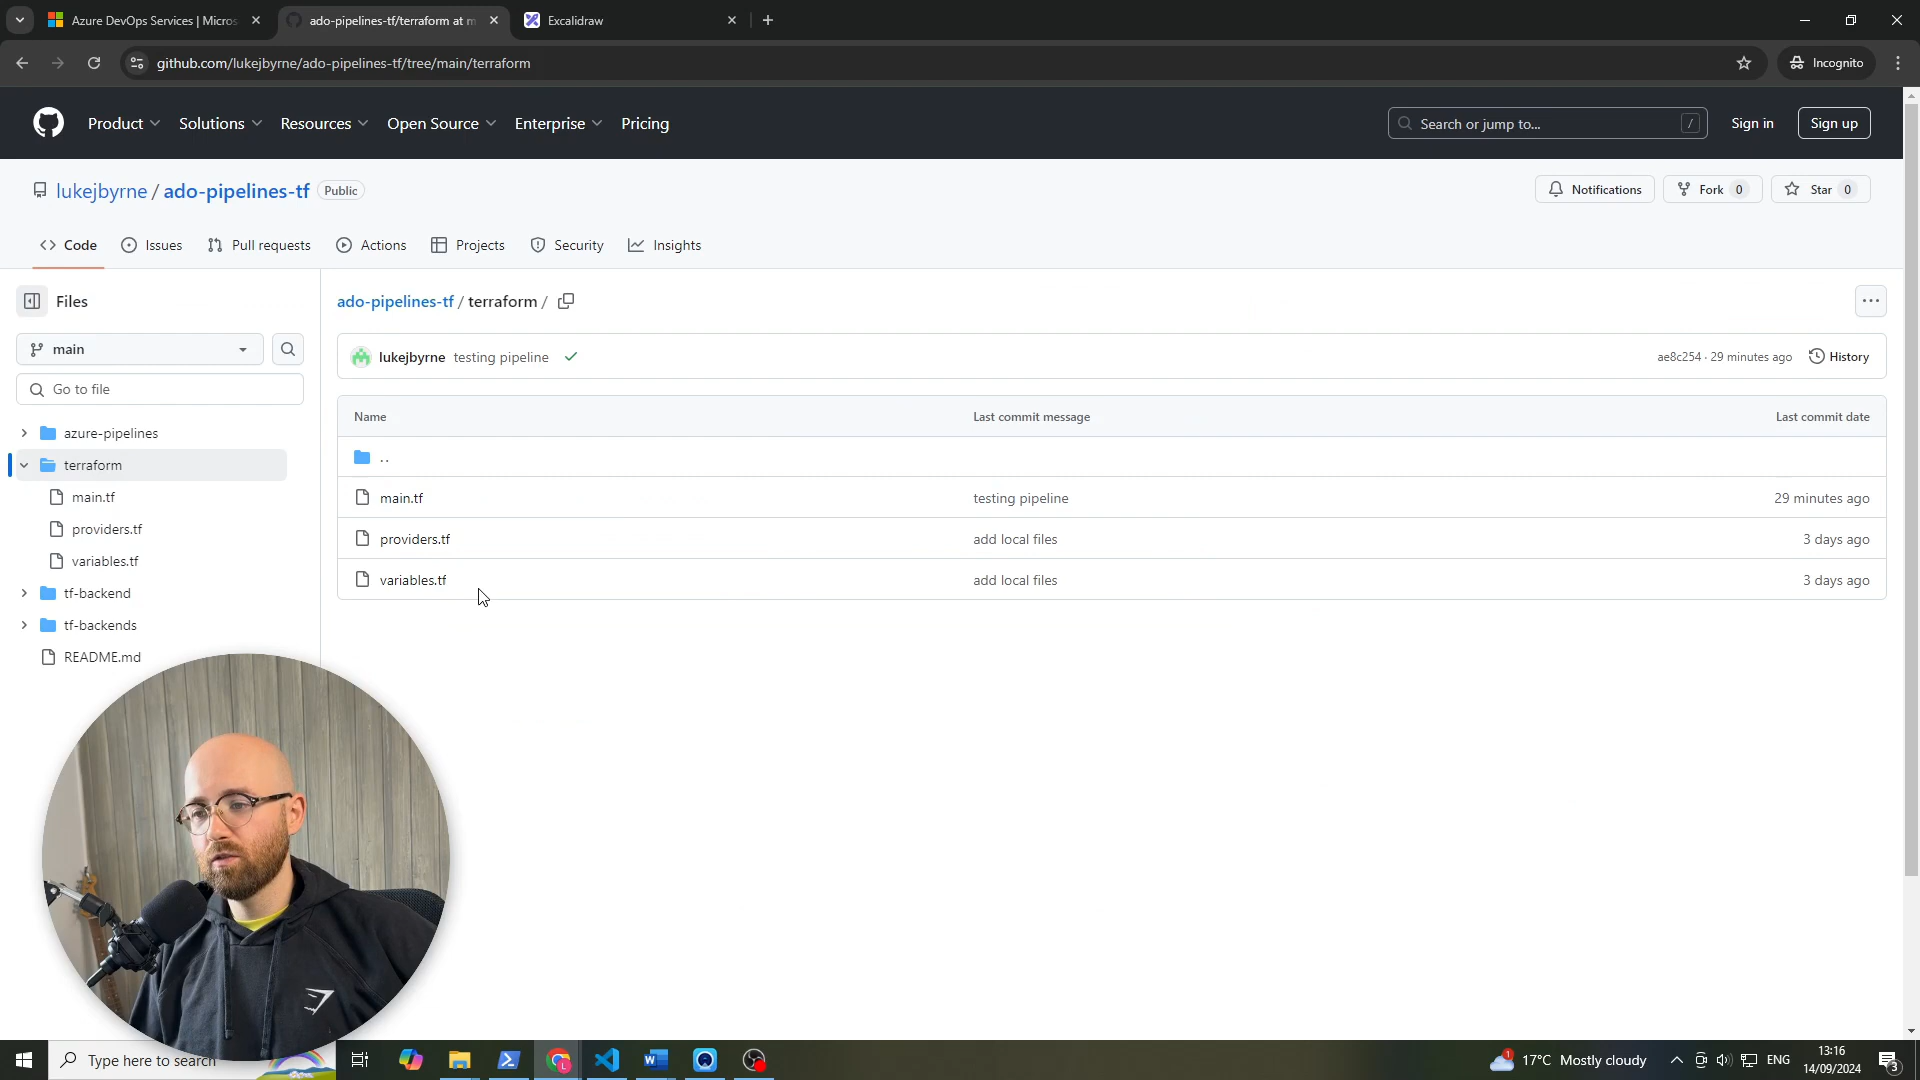 Azure DevOps Services | Micros
ado-pipelines-tf/terraform at m
Excalidraw
github.com/lukejbyrne/ado-pipelines-tf/tree/main/terraform
Incognito
Product
Solutions
Resources
Open Source
Enterprise
Pricing
Search or jump to...
/
Sign in
Sign up
lukejbyrne / ado-pipelines-tf
Public
Notifications
Fork 0
Star 0
Code
Issues
Pull requests
Actions
Projects
Security
Insights
Files
main
Go to file
azure-pipelines
terraform
main.tf
providers.tf
variables.tf
tf-backend
tf-backends
README.md
ado-pipelines-tf / terraform /
lukejbyrne testing pipeline
ae8c254 · 29 minutes ago
History
Name Last commit message Last commit date
..
main.tf testing pipeline 29 minutes ago
providers.tf add local files 3 days ago
variables.tf add local files 3 days ago
Type here to search
1
17°C Mostly cloudy
ENG
13:16
14/09/2024
3